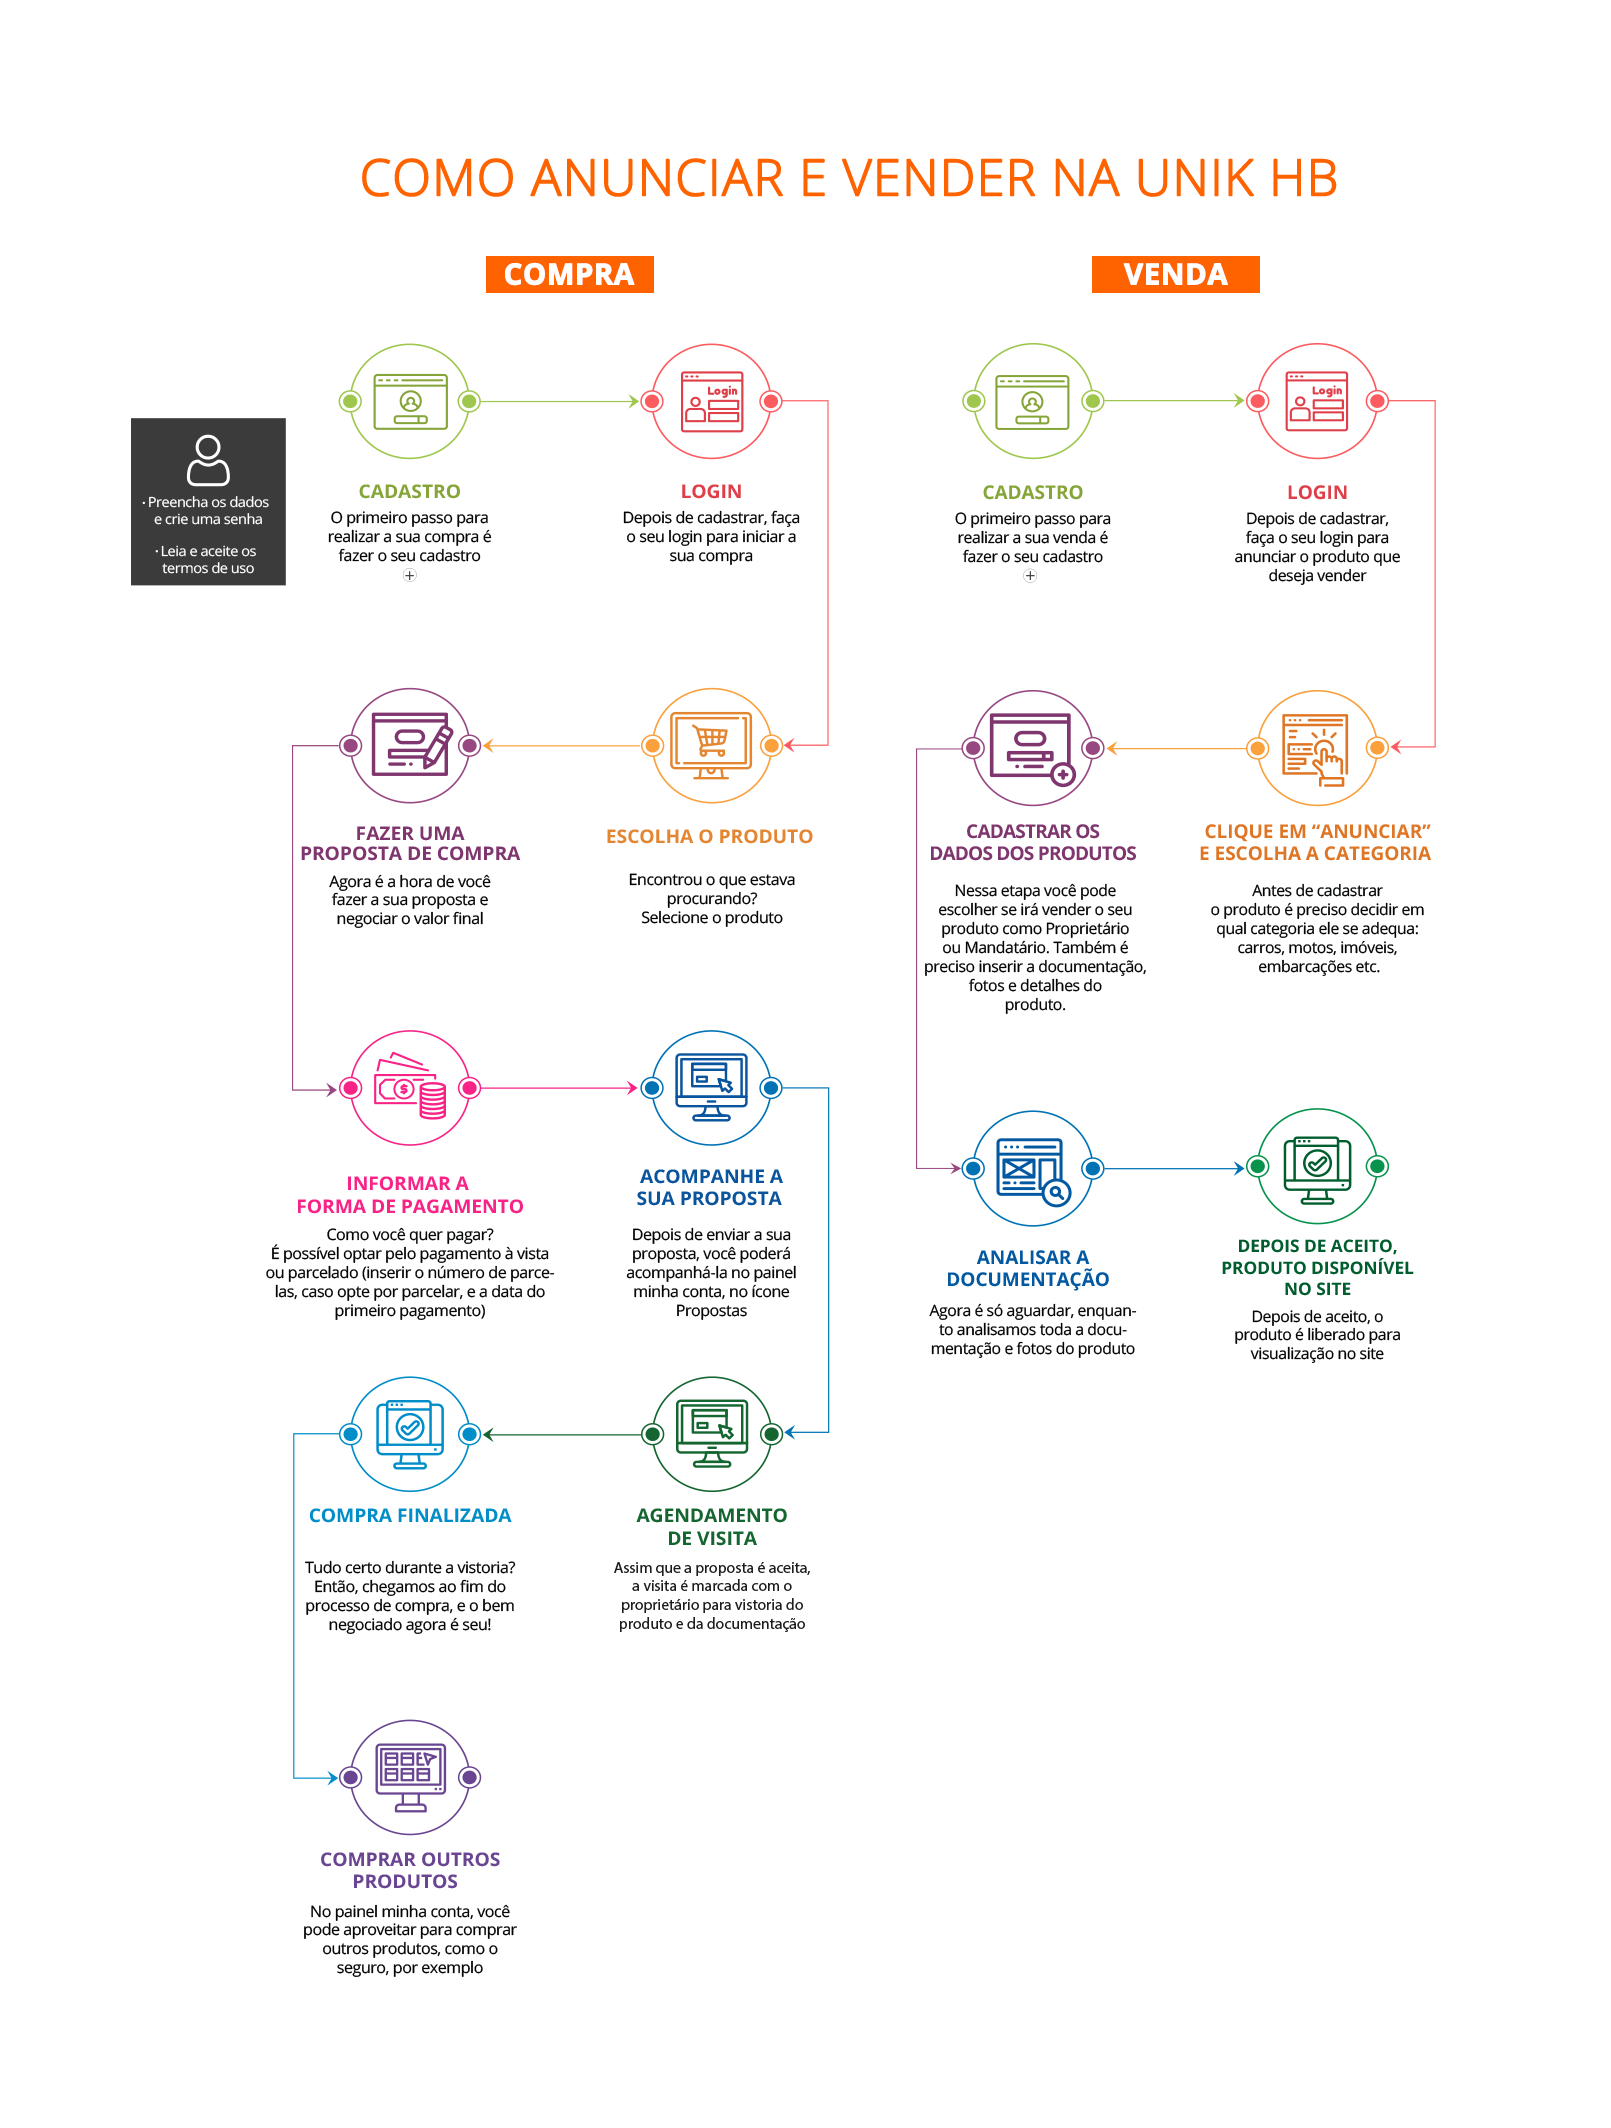 COMO ANUNCIAR E VENDER NA UNIK HB
COMPRA
· Preencha os dados
e crie uma senha
· Leia e aceite os
termos de uso
CADASTRO
O primeiro passo para
realizar a sua compra é
fazer o seu cadastro
Login
LOGIN
Depois de cadastrar, faça
o seu login para iniciar a
sua compra
ESCOLHA O PRODUTO
Encontrou o que estava
procurando?
Selecione o produto
FAZER UMA
PROPOSTA DE COMPRA
Agora é a hora de você
fazer a sua proposta e
negociar o valor final
$
INFORMAR A
FORMA DE PAGAMENTO
Como você quer pagar?
É possível optar pelo pagamento à vista
ou parcelado (inserir o número de parce-
las, caso opte por parcelar, e a data do
primeiro pagamento)
ACOMPANHE A
SUA PROPOSTA
Depois de enviar a sua
proposta, você poderá
acompanhá-la no painel
minha conta, no ícone
Propostas
AGENDAMENTO
DE VISITA
Assim que a proposta é aceita,
a visita é marcada com o
proprietário para vistoria do
produto e da documentação
COMPRA FINALIZADA
Tudo certo durante a vistoria?
Então, chegamos ao fim do
processo de compra, e o bem
negociado agora é seu!
COMPRAR OUTROS
PRODUTOS
No painel minha conta, você
pode aproveitar para comprar
outros produtos, como o
seguro, por exemplo
VENDA
CADASTRO
O primeiro passo para
realizar a sua venda é
fazer o seu cadastro
Login
LOGIN
Depois de cadastrar,
faça o seu login para
anunciar o produto que
deseja vender
CLIQUE EM “ANUNCIAR”
E ESCOLHA A CATEGORIA
Antes de cadastrar
o produto é preciso decidir em
qual categoria ele se adequa:
carros, motos, imóveis,
embarcações etc.
CADASTRAR OS
DADOS DOS PRODUTOS
Nessa etapa você pode
escolher se irá vender o seu
produto como Proprietário
ou Mandatário. Também é
preciso inserir a documentação,
fotos e detalhes do
produto.
ANALISAR A
DOCUMENTAÇÃO
Agora é só aguardar, enquan-
to analisamos toda a docu-
mentação e fotos do produto
DEPOIS DE ACEITO,
PRODUTO DISPONÍVEL
NO SITE
Depois de aceito, o
produto é liberado para
visualização no site